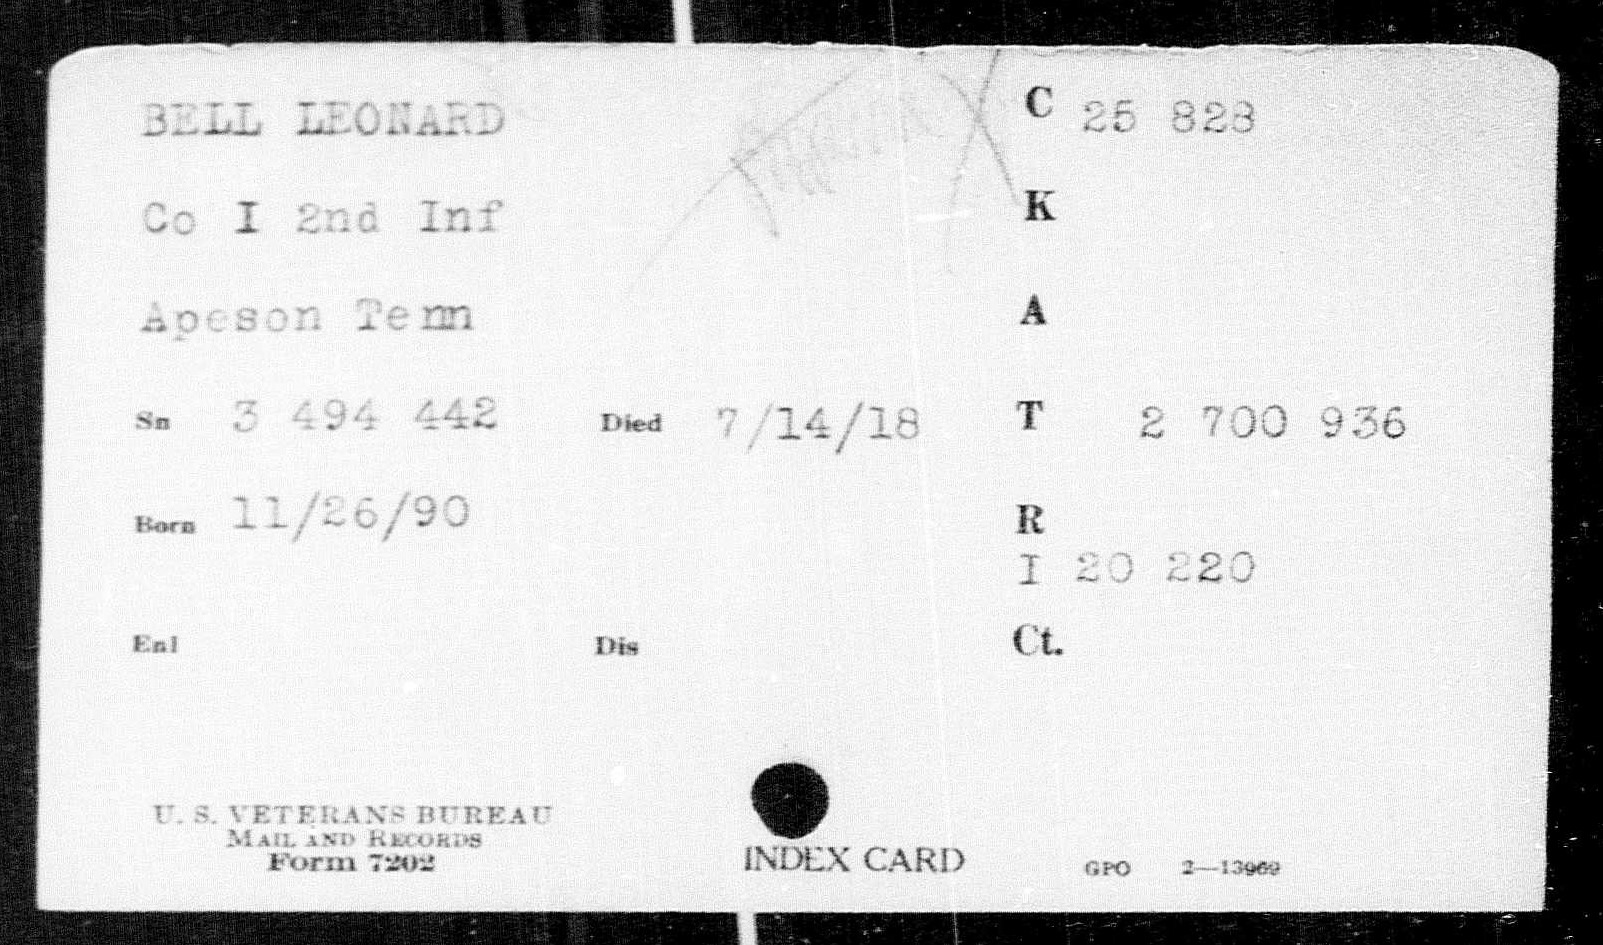 BELL LEONARD
C 25 828
Co I 2nd Inf
K
Apeson Tenn
A
Sn 3 494 442 Died 7/14/18 T 2 700 936
Born 11/26/90
R
I 20 220
Enl Dis Ct.
U. S. VETERANS BUREAU
MAIL AND RECORDS
Form 7202
INDEX CARD
GPO 2—13969